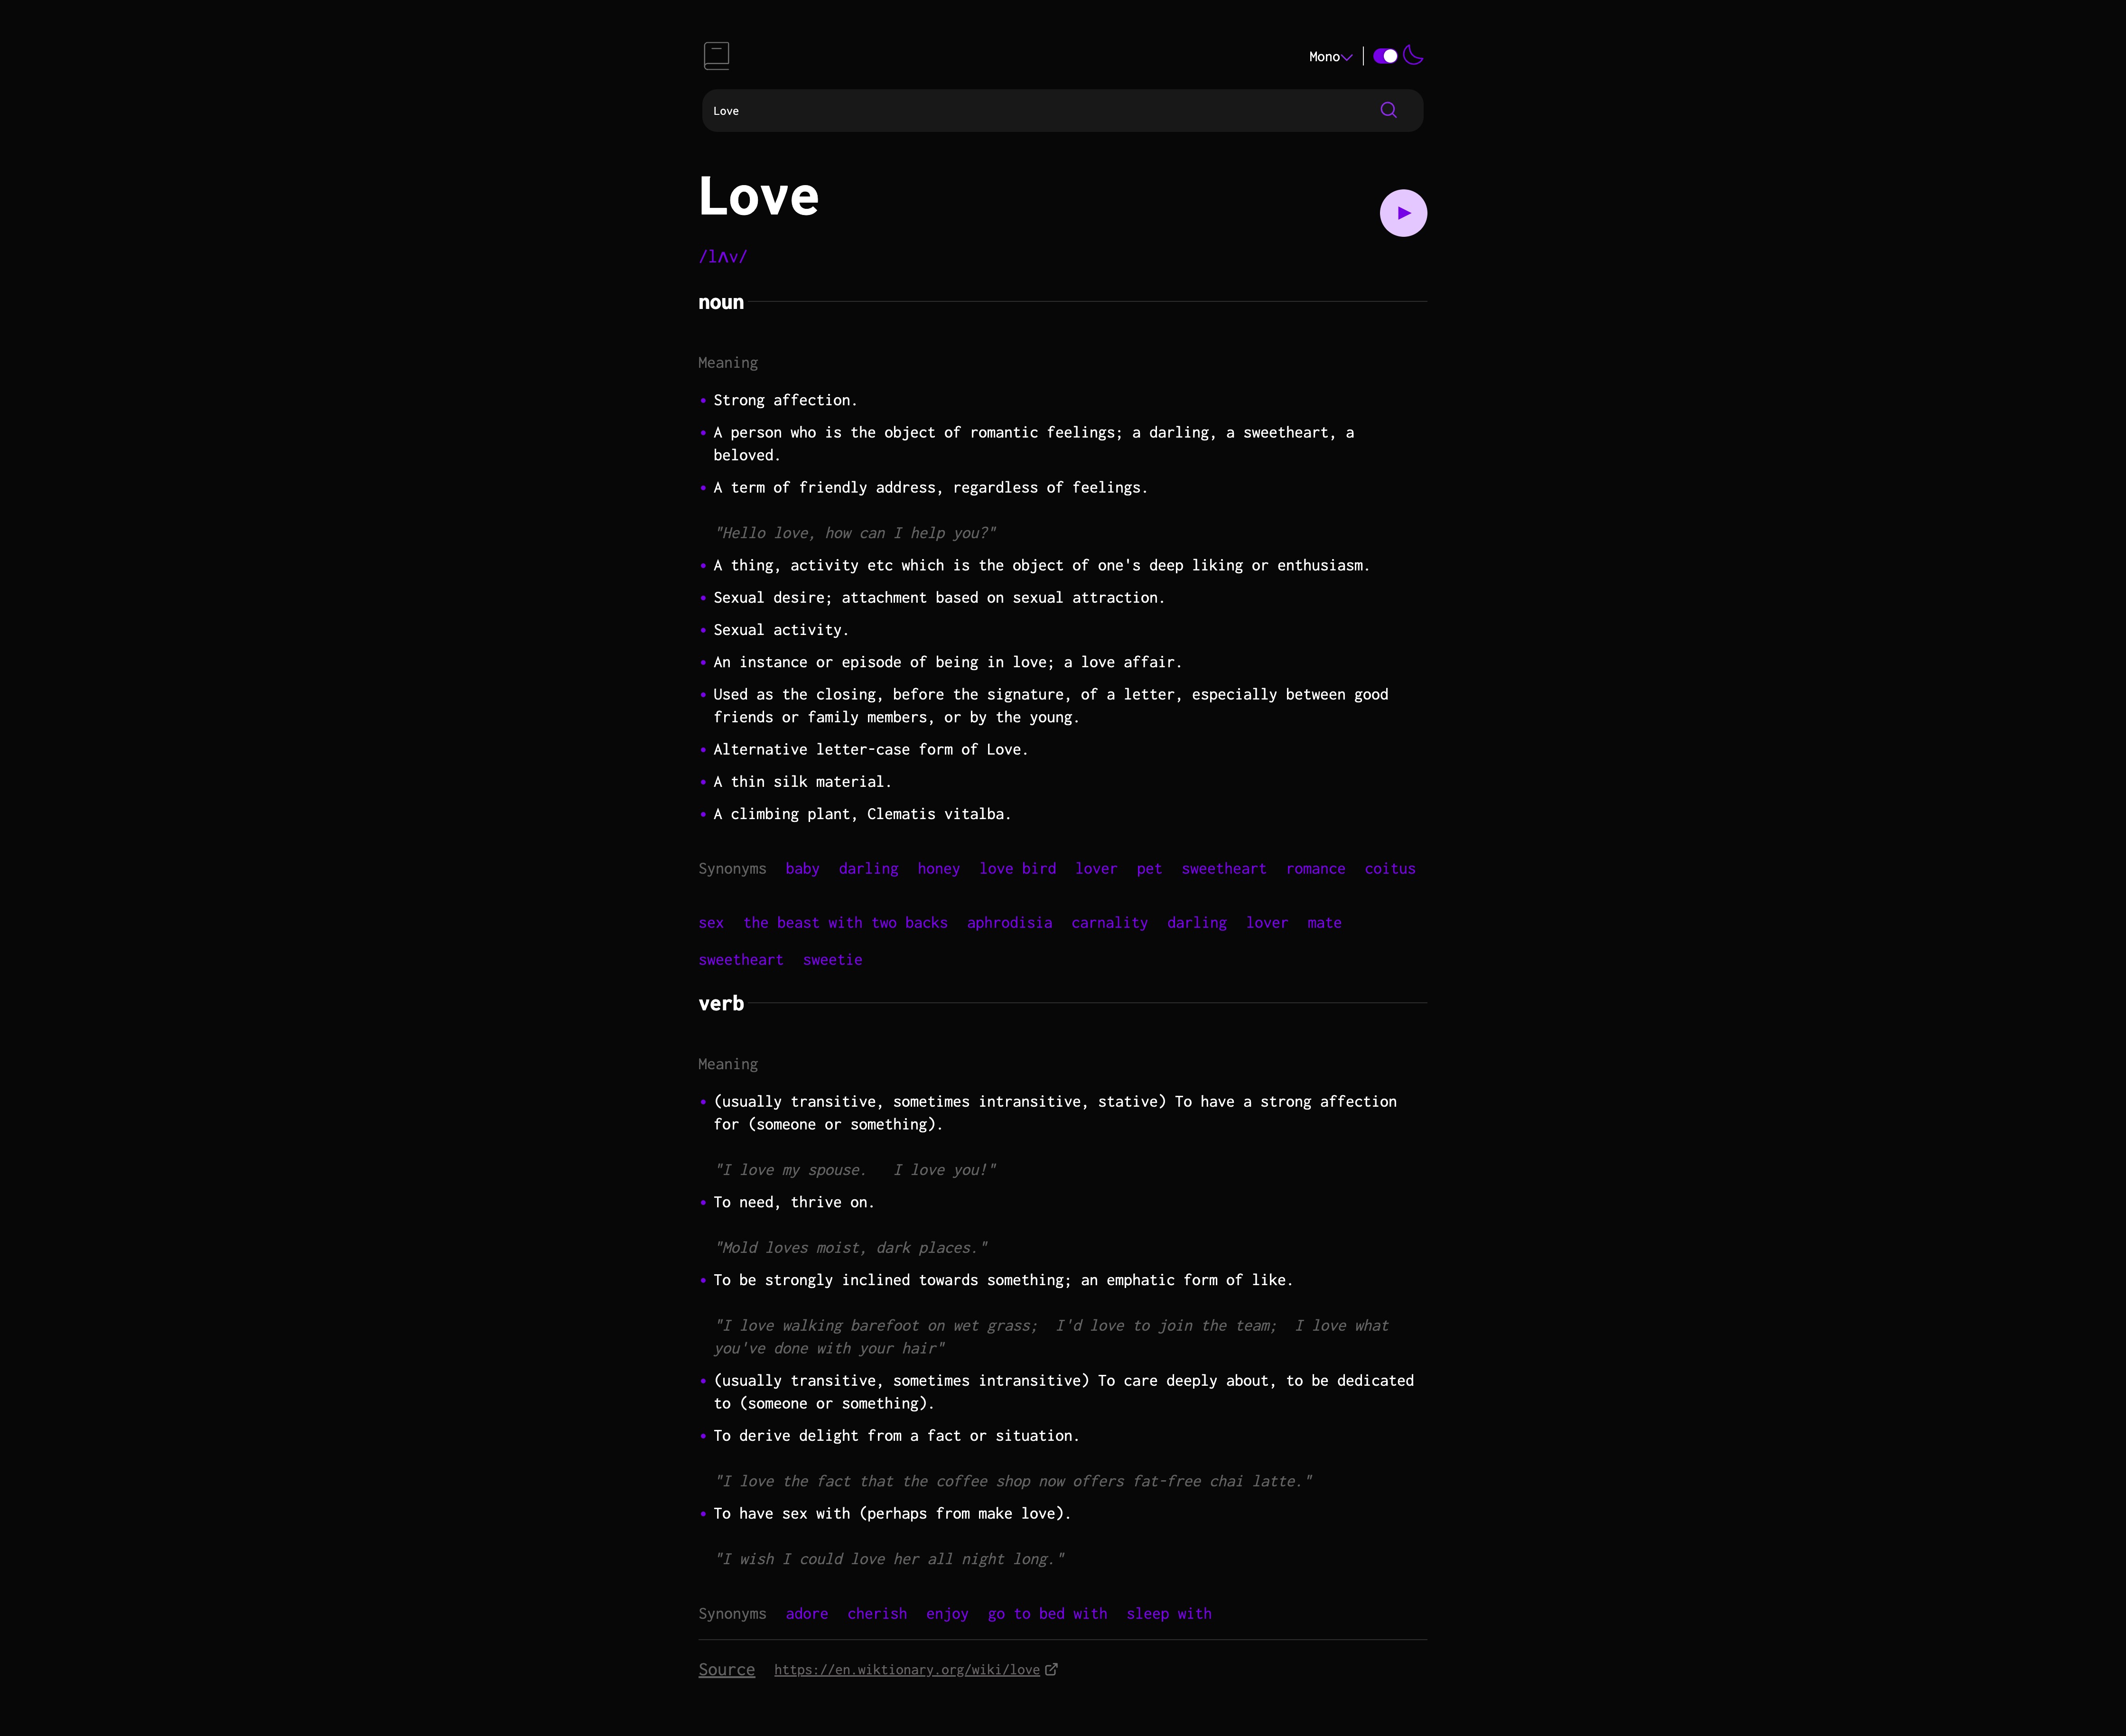 Mono
Love
Love
/lʌv/
noun
Meaning
• Strong affection.
• A person who is the object of romantic feelings; a darling, a sweetheart, a
beloved.
• A term of friendly address, regardless of feelings.
"Hello love, how can I help you?"
• A thing, activity etc which is the object of one's deep liking or enthusiasm.
• Sexual desire; attachment based on sexual attraction.
• Sexual activity.
• An instance or episode of being in love; a love affair.
• Used as the closing, before the signature, of a letter, especially between good
friends or family members, or by the young.
• Alternative letter-case form of Love.
• A thin silk material.
• A climbing plant, Clematis vitalba.
Synonyms baby darling honey love bird lover pet sweetheart romance coitus
sex the beast with two backs aphrodisia carnality darling lover mate
sweetheart sweetie
verb
Meaning
• (usually transitive, sometimes intransitive, stative) To have a strong affection
for (someone or something).
"I love my spouse.   I love you!"
• To need, thrive on.
"Mold loves moist, dark places."
• To be strongly inclined towards something; an emphatic form of like.
"I love walking barefoot on wet grass;  I'd love to join the team;  I love what
you've done with your hair"
• (usually transitive, sometimes intransitive) To care deeply about, to be dedicated
to (someone or something).
• To derive delight from a fact or situation.
"I love the fact that the coffee shop now offers fat-free chai latte."
• To have sex with (perhaps from make love).
"I wish I could love her all night long."
Synonyms adore cherish enjoy go to bed with sleep with
Source https://en.wiktionary.org/wiki/love